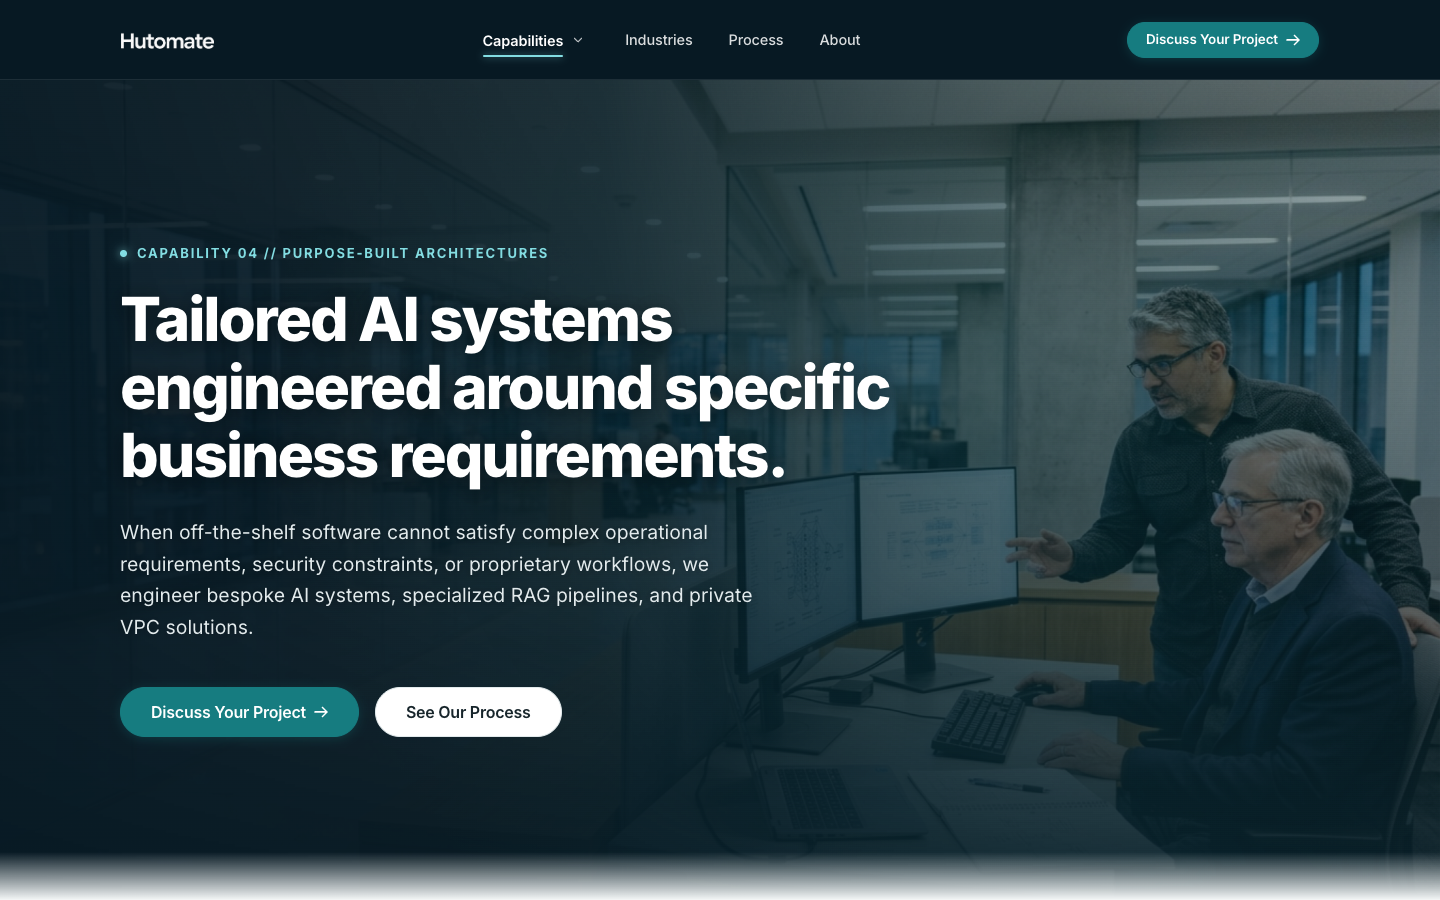 Hutomate
Capabilities
Industries
Process
About
Discuss Your Project →
CAPABILITY 04 // PURPOSE-BUILT ARCHITECTURES
Tailored AI systems
engineered around specific
business requirements.
When off-the-shelf software cannot satisfy complex operational
requirements, security constraints, or proprietary workflows, we
engineer bespoke AI systems, specialized RAG pipelines, and private
VPC solutions.
Discuss Your Project →
See Our Process